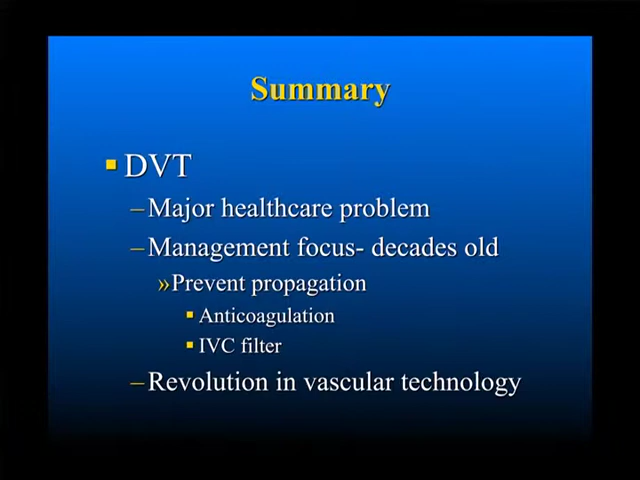 Summary
DVT
–Major healthcare problem
–Management focus- decades old
»Prevent propagation
Anticoagulation
IVC filter
–Revolution in vascular technology